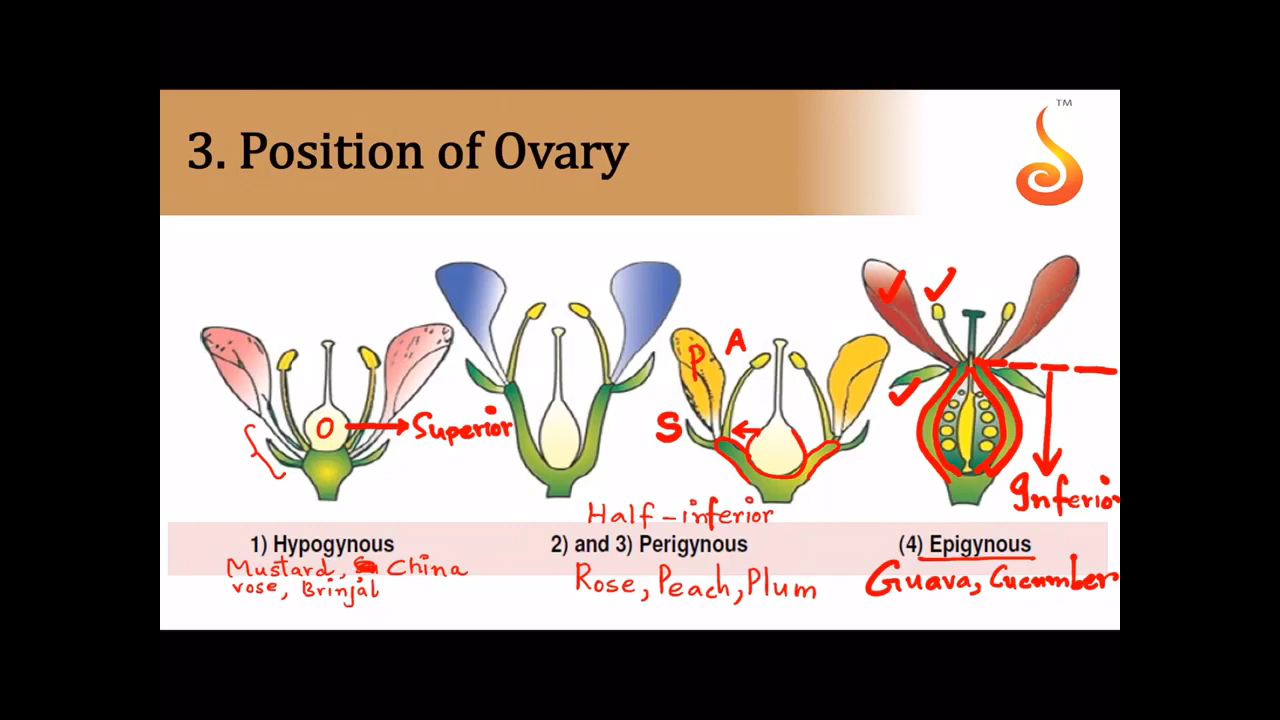 TM
3. Position of Ovary
P A
O
Superior
S
Inferior
Half-inferior
1) Hypogynous
2) and 3) Perigynous
(4) Epigynous
Mustard, China
rose, Brinjal
Rose, Peach, Plum
Guava, Cucumber